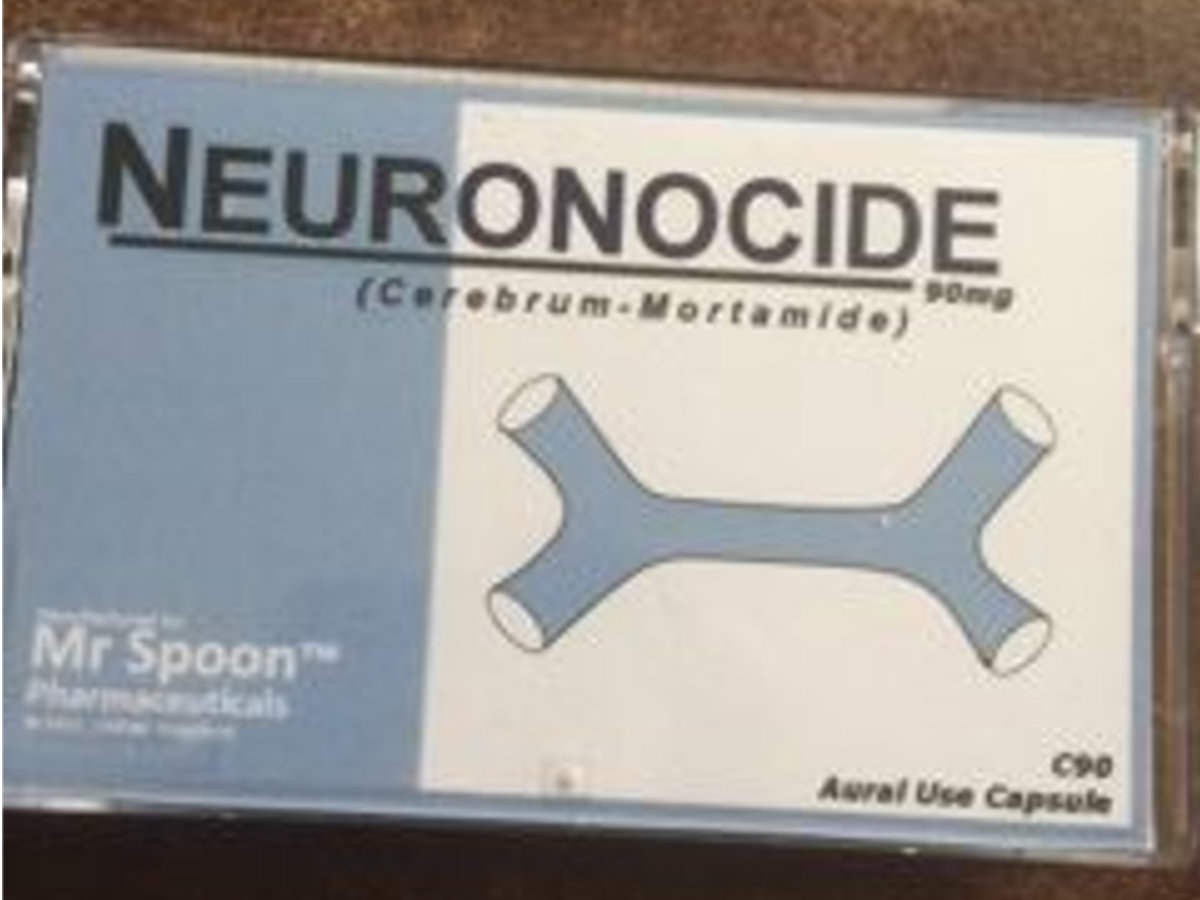 NEURONOCIDE
90mg
(Cerebrum-Mortamide)
Mr Spoon™
Pharmaceuticals
C90
Aural Use Capsule